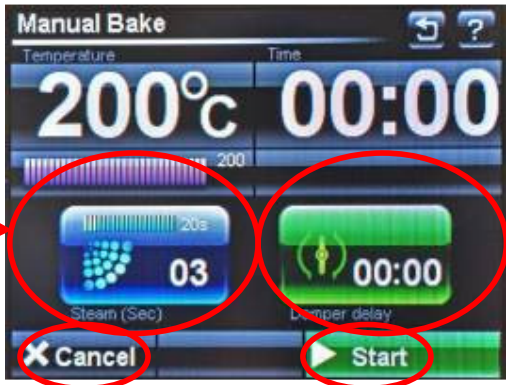 Manual Bake
?
Temperature
Time
200°C
00:00
200
20s
03
00:00
Steam (Sec)
Damper delay
Cancel
Start